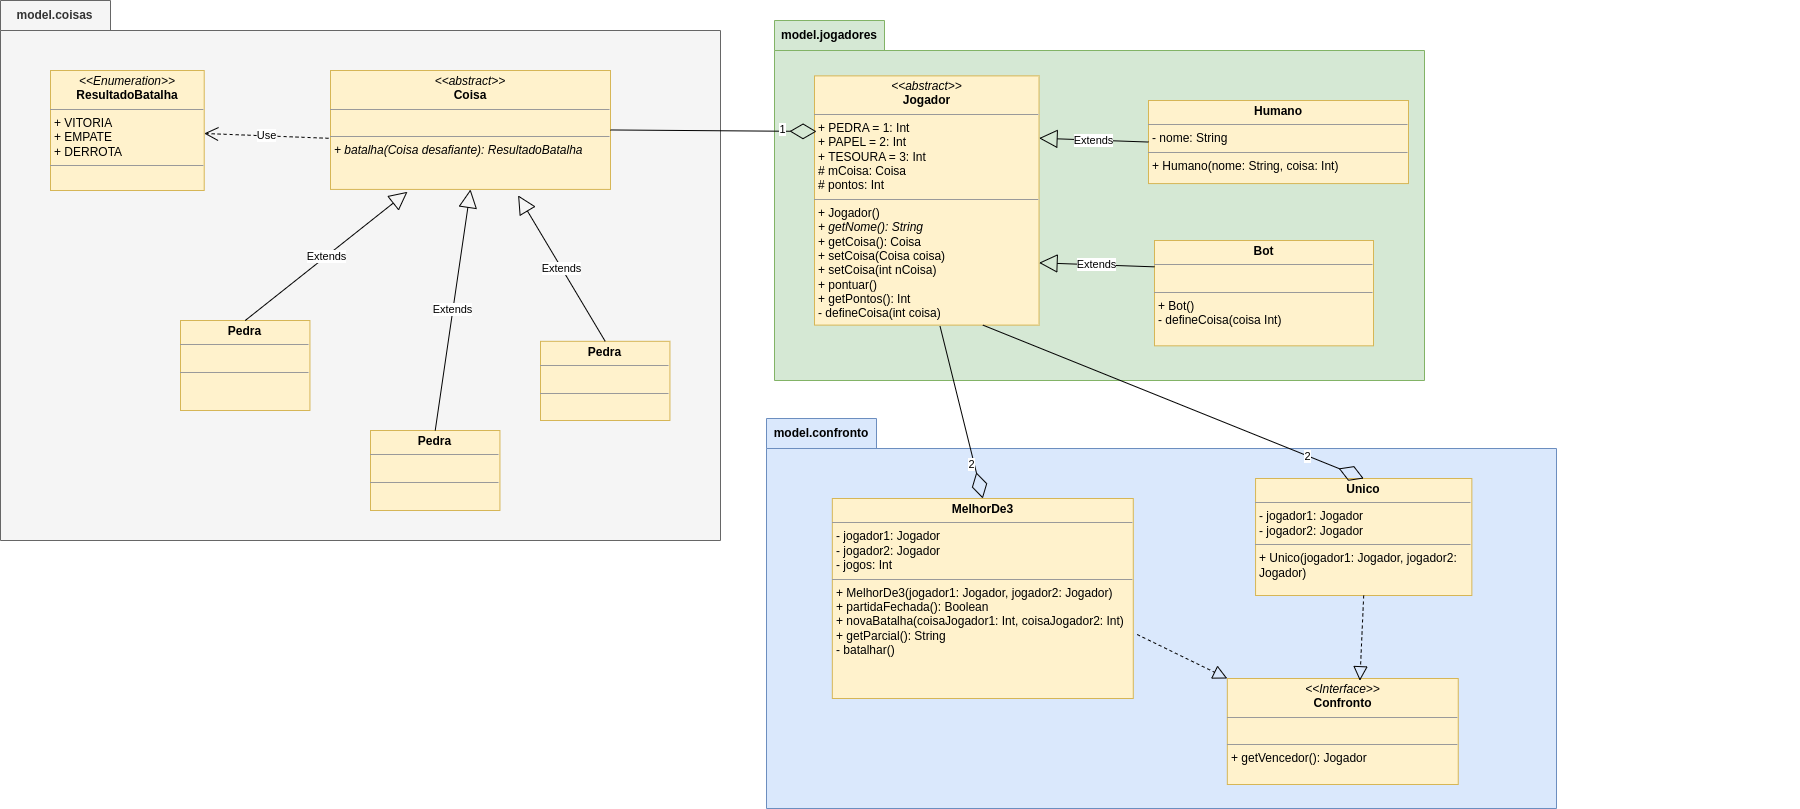 model.coisas
<<Enumeration>>
ResultadoBatalha
+ VITORIA
+ EMPATE
+ DERROTA
Use
<<abstract>>
Coisa
+ batalha(Coisa desafiante): ResultadoBatalha
Extends
Extends
Extends
Pedra
Pedra
Pedra
1
model.jogadores
<<abstract>>
Jogador
+ PEDRA = 1: Int
+ PAPEL = 2: Int
+ TESOURA = 3: Int
# mCoisa: Coisa
# pontos: Int
+ Jogador()
+ getNome(): String
+ getCoisa(): Coisa
+ setCoisa(Coisa coisa)
+ setCoisa(int nCoisa)
+ pontuar()
+ getPontos(): Int
- defineCoisa(int coisa)
Extends
Humano
- nome: String
+ Humano(nome: String, coisa: Int)
Extends
Bot
+ Bot()
- defineCoisa(coisa Int)
model.confronto
2
2
MelhorDe3
- jogador1: Jogador
- jogador2: Jogador
- jogos: Int
+ MelhorDe3(jogador1: Jogador, jogador2: Jogador)
+ partidaFechada(): Boolean
+ novaBatalha(coisaJogador1: Int, coisaJogador2: Int)
+ getParcial(): String
- batalhar()
Unico
- jogador1: Jogador
- jogador2: Jogador
+ Unico(jogador1: Jogador, jogador2:
Jogador)
<<Interface>>
Confronto
+ getVencedor(): Jogador